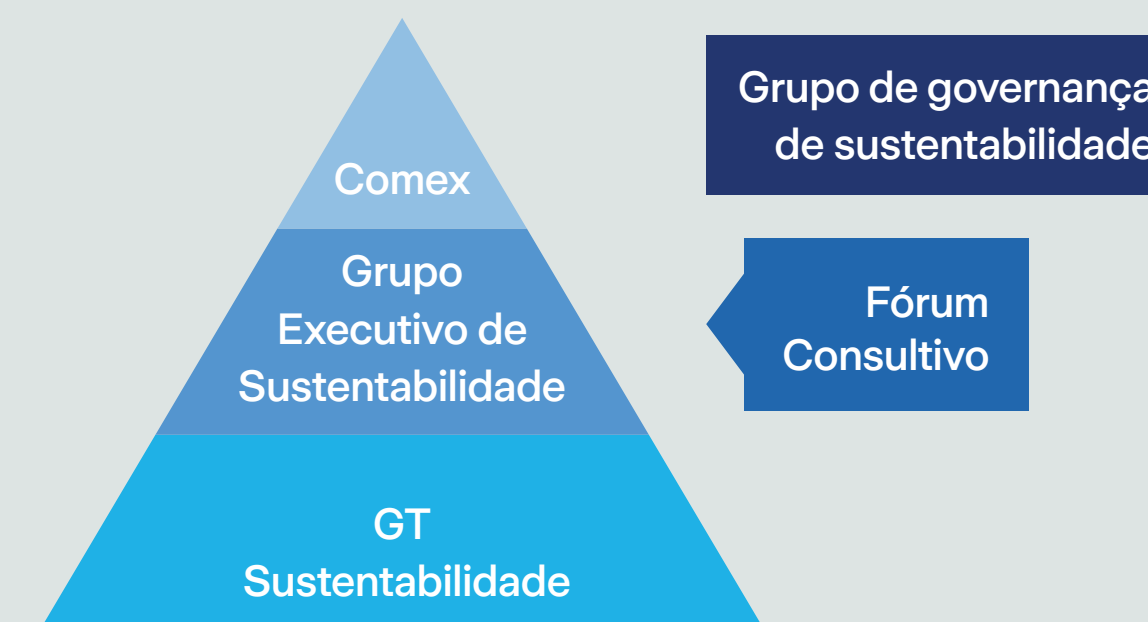 Grupo de governança
de sustentabilidade
Comex
Grupo
Executivo de
Sustentabilidade
Fórum
Consultivo
GT
Sustentabilidade